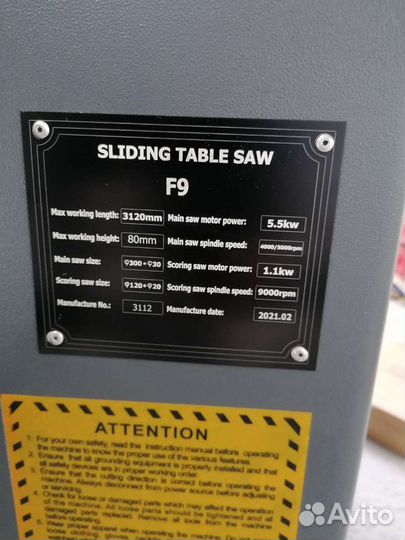 SLIDING TABLE SAW
F9
Max working length: 3120mm Main saw motor power: 5.5kw
Max working height: 80mm Main saw spindle speed: 4000/5000rpm
Main saw size: φ300*φ30 Scoring saw motor power: 1.1kw
Scoring saw size: φ120*φ20 Scoring saw spindle speed: 9000rpm
Manufacture No.: 3112 Manufacture date: 2021.02
ATTENTION
1. For your own safety, read the instruction manual before operating
the machine to know the proper use of the various features.
2. Ensure that all grounding equipment is properly installed and that
all safety devices are in proper working order.
3. Ensure that the cutting direction is correct before operating the
machine. Always disconnect from power source before adjusting
or servicing.
4. Check for loose or damaged parts which may affect the operation
of the machine. All loose parts should be tightened and all
damaged parts replaced. Remove all tools from the machine
before operating.
5. Wear proper apparel when operating the machine. Do not wear
loose clothing, gloves,
Avito